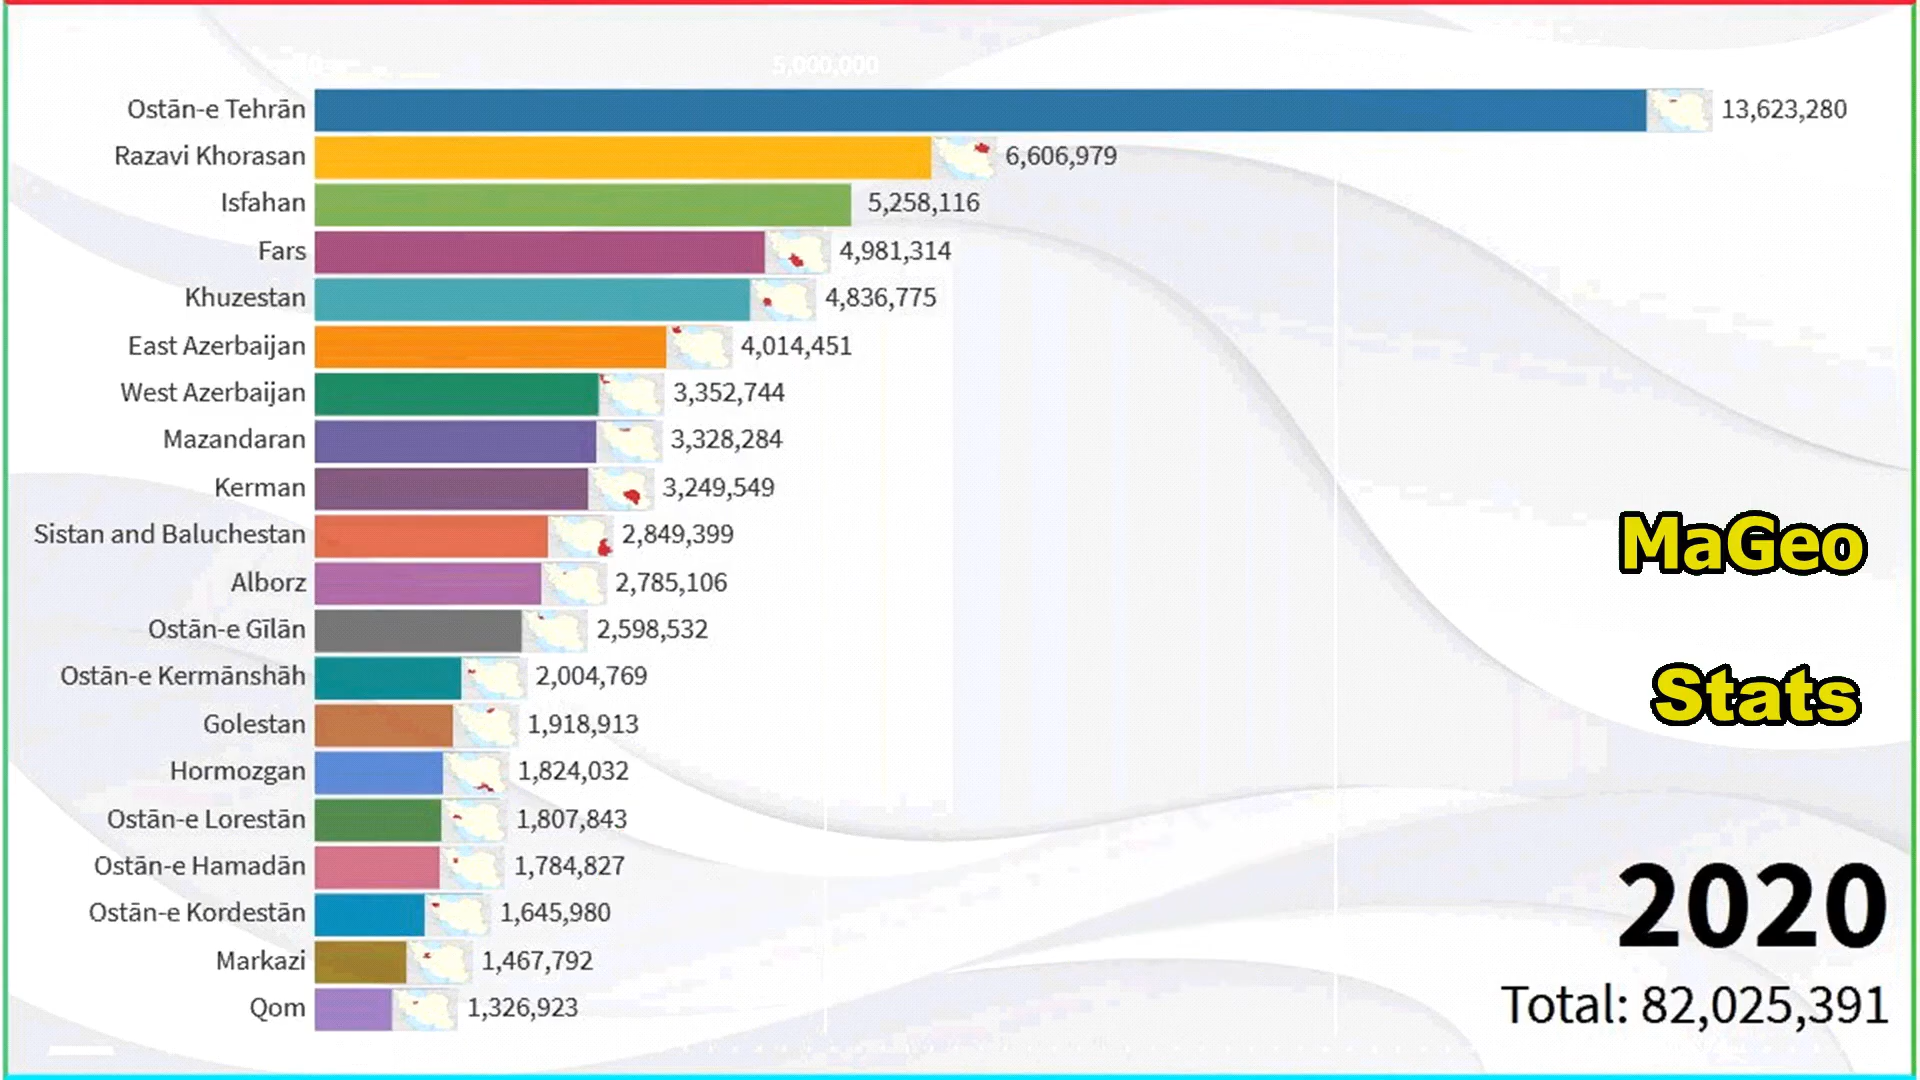 5,000,000
Ostān-e Tehrān 13,623,280
Razavi Khorasan 6,606,979
Isfahan 5,258,116
Fars 4,981,314
Khuzestan 4,836,775
East Azerbaijan 4,014,451
West Azerbaijan 3,352,744
Mazandaran 3,328,284
Kerman 3,249,549
Sistan and Baluchestan 2,849,399
Alborz 2,785,106
Ostān-e Gīlān 2,598,532
Ostān-e Kermānshāh 2,004,769
Golestan 1,918,913
Hormozgan 1,824,032
Ostān-e Lorestān 1,807,843
Ostān-e Hamadān 1,784,827
Ostān-e Kordestān 1,645,980
Markazi 1,467,792
Qom 1,326,923
MaGeo
Stats
2020
Total: 82,025,391